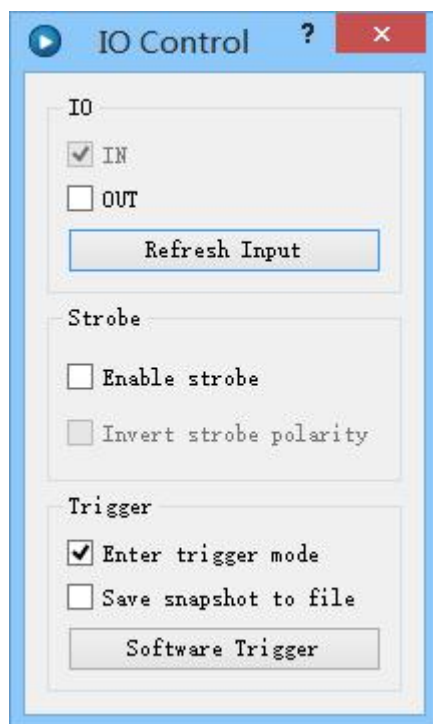 IO Control ?
IO
IN
OUT
Refresh Input
Strobe
Enable strobe
Invert strobe polarity
Trigger
Enter trigger mode
Save snapshot to file
Software Trigger